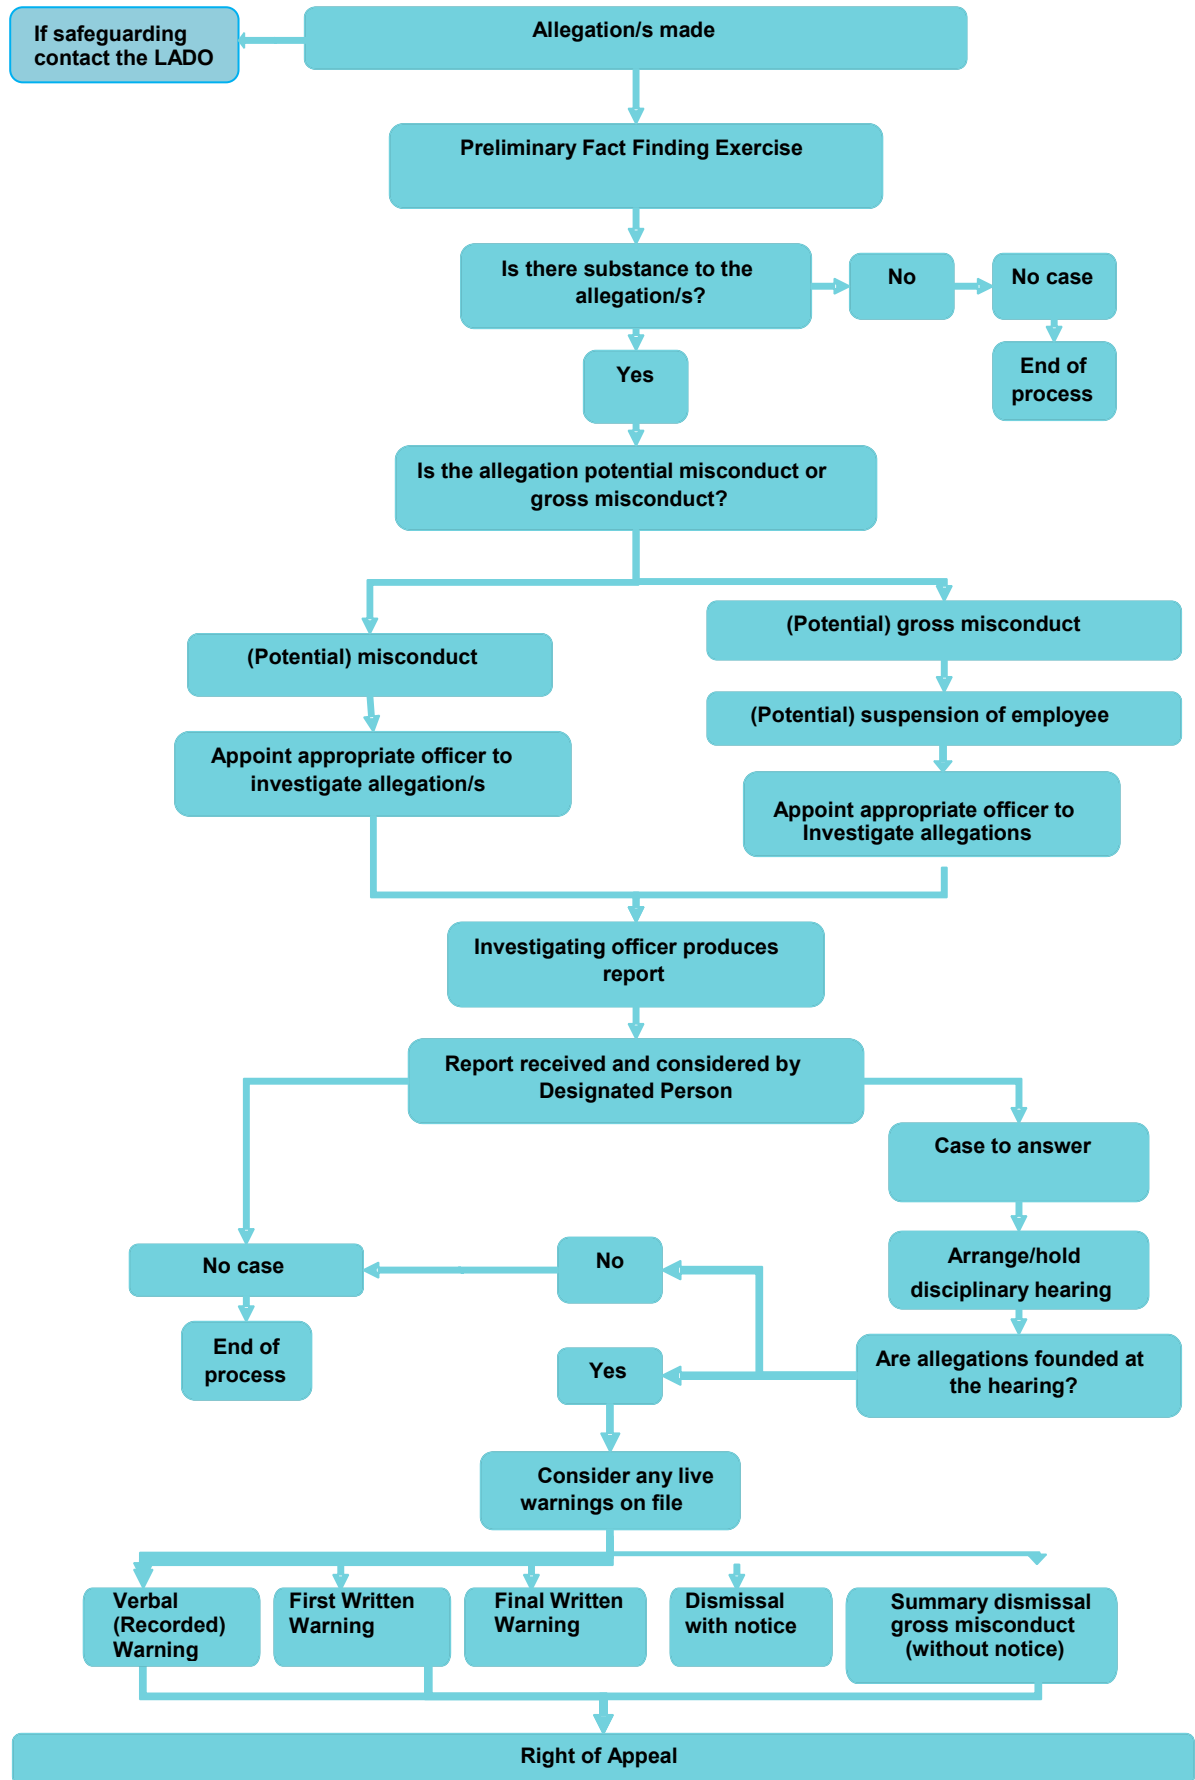 If safeguarding
contact the LADO
Allegation/s made
Preliminary Fact Finding Exercise
Is there substance to the
allegation/s?
No
No case
End of
process
Yes
Is the allegation potential misconduct or
gross misconduct?
(Potential) misconduct
(Potential) gross misconduct
(Potential) suspension of employee
Appoint appropriate officer to
investigate allegation/s
Appoint appropriate officer to
Investigate allegations
Investigating officer produces
report
Report received and considered by
Designated Person
Case to answer
No case
No
Arrange/hold
disciplinary hearing
End of
process
Yes
Are allegations founded at
the hearing?
Consider any live
warnings on file
Verbal
(Recorded)
Warning
First Written
Warning
Final Written
Warning
Dismissal
with notice
Summary dismissal
gross misconduct
(without notice)
Right of Appeal